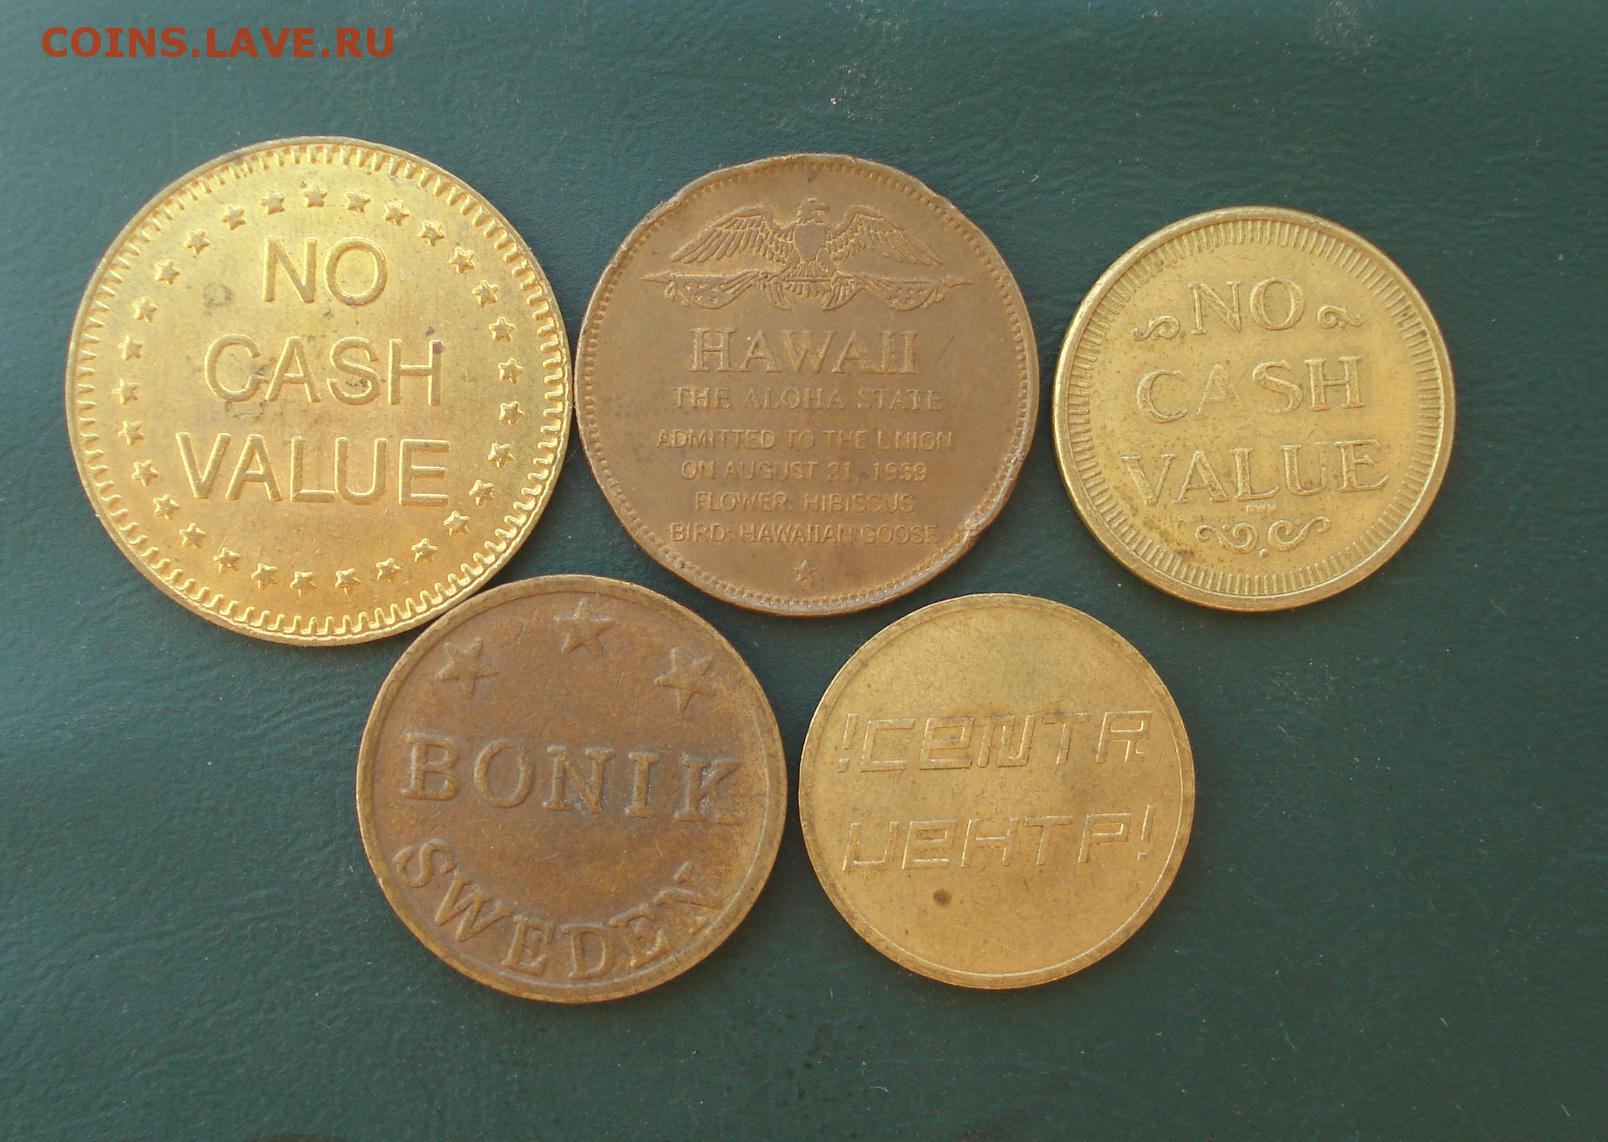 COINS.LAVE.RU
NO
CASH
VALUE
HAWAII
THE ALOHA STATE
ADMITTED TO THE UNION
ON AUGUST 21, 1959
FLOWER: HIBISCUS
BIRD: HAWAIIAN GOOSE
NO
CASH
VALUE
BONIK
SWEDEN
!CENTR
ЦЕНТР!